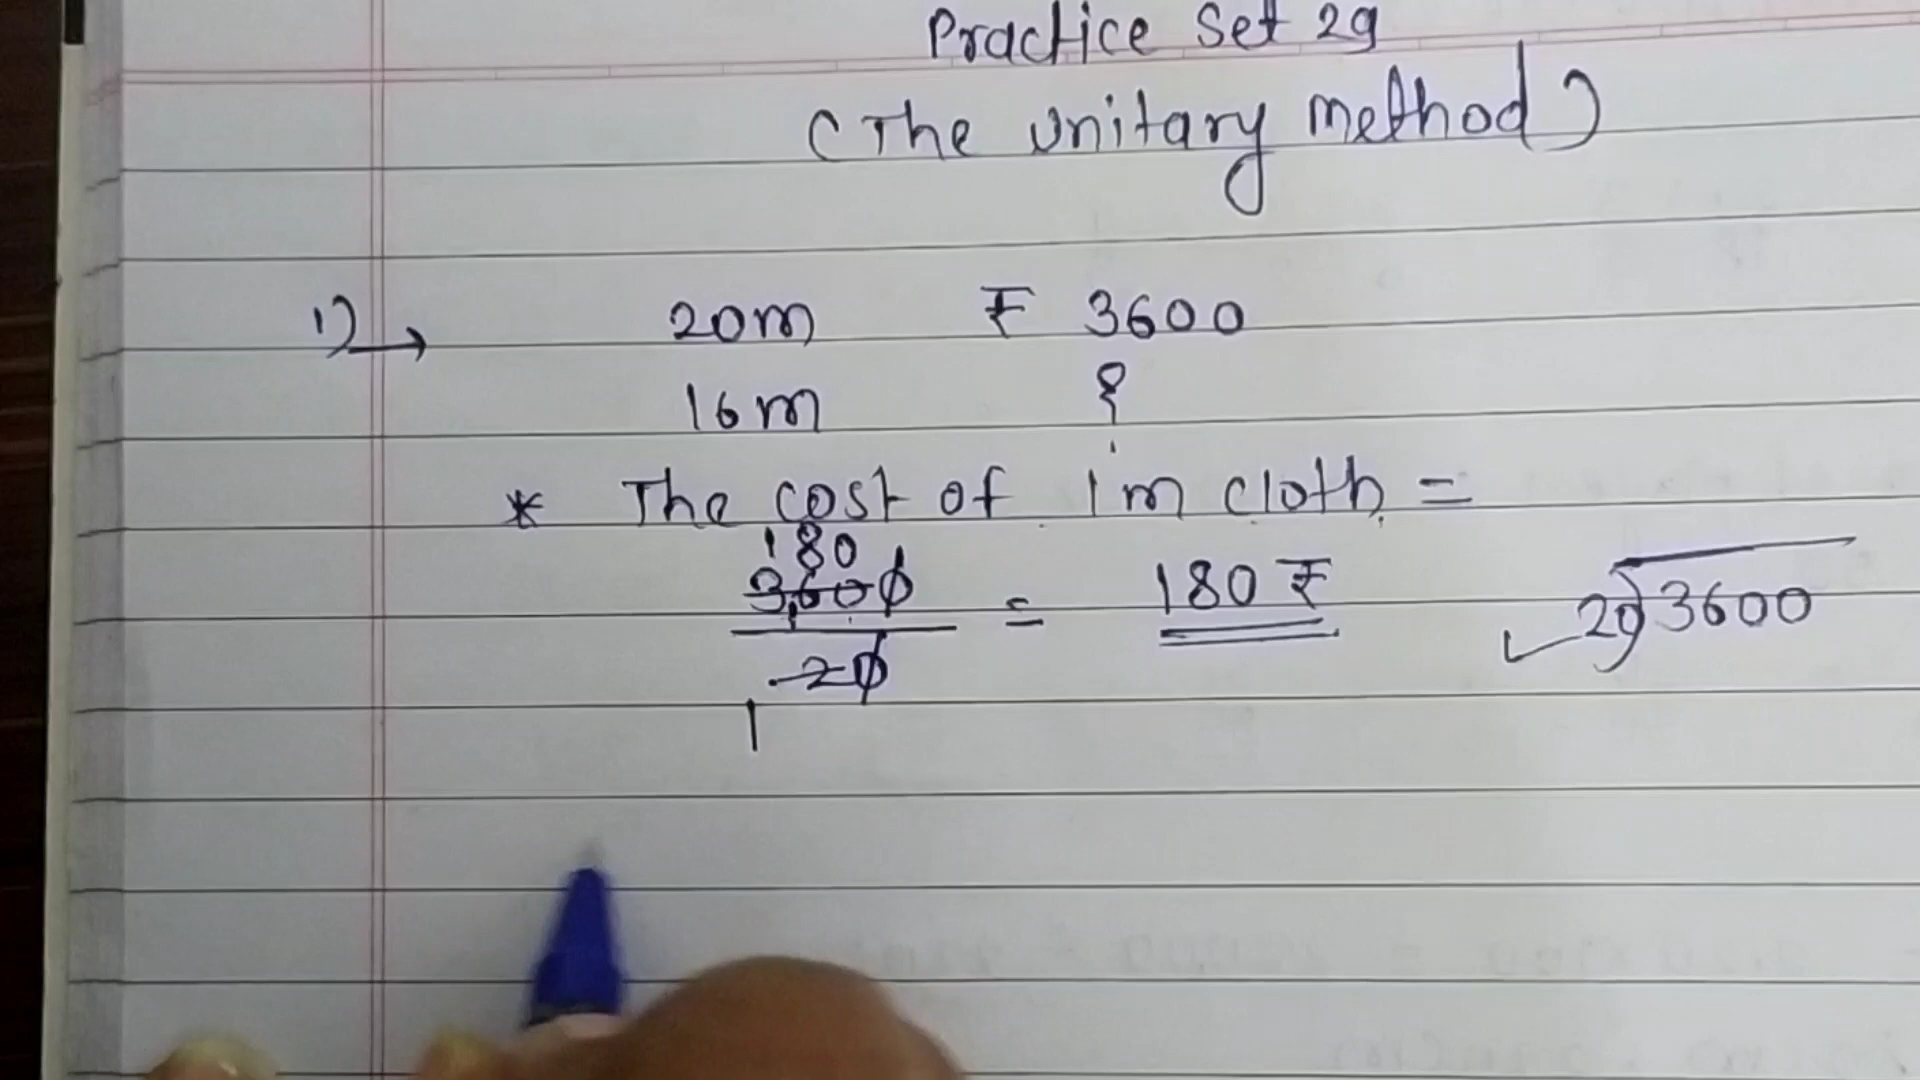 Practice Set 29
(The unitary method)
1) → 20m ₹ 3600
16m ?
* The cost of 1m cloth =
180
3600 = 180 ₹ 20)3600
20
1